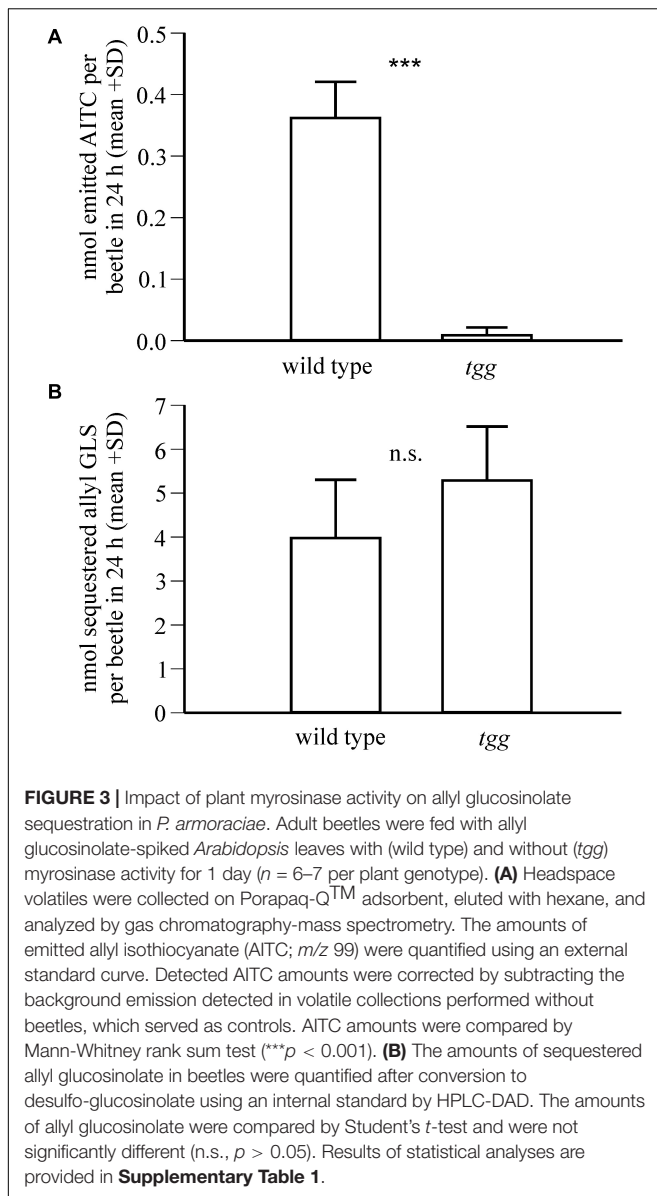 A
nmol emitted AITC per
beetle in 24 h (mean +SD)
0.5
0.4
0.3
0.2
0.1
0.0
***
wild type
tgg
B
nmol sequestered allyl GLS
per beetle in 24 h (mean +SD)
7
6
5
4
3
2
1
0
n.s.
wild type
tgg
FIGURE 3 | Impact of plant myrosinase activity on allyl glucosinolate
sequestration in P. armoraciae. Adult beetles were fed with allyl
glucosinolate-spiked Arabidopsis leaves with (wild type) and without (tgg)
myrosinase activity for 1 day (n = 6–7 per plant genotype). (A) Headspace
volatiles were collected on Porapaq-Q™ adsorbent, eluted with hexane, and
analyzed by gas chromatography-mass spectrometry. The amounts of
emitted allyl isothiocyanate (AITC; m/z 99) were quantified using an external
standard curve. Detected AITC amounts were corrected by subtracting the
background emission detected in volatile collections performed without
beetles, which served as controls. AITC amounts were compared by
Mann-Whitney rank sum test (***p < 0.001). (B) The amounts of sequestered
allyl glucosinolate in beetles were quantified after conversion to
desulfo-glucosinolate using an internal standard by HPLC-DAD. The amounts
of allyl glucosinolate were compared by Student's t-test and were not
significantly different (n.s., p > 0.05). Results of statistical analyses are
provided in Supplementary Table 1.